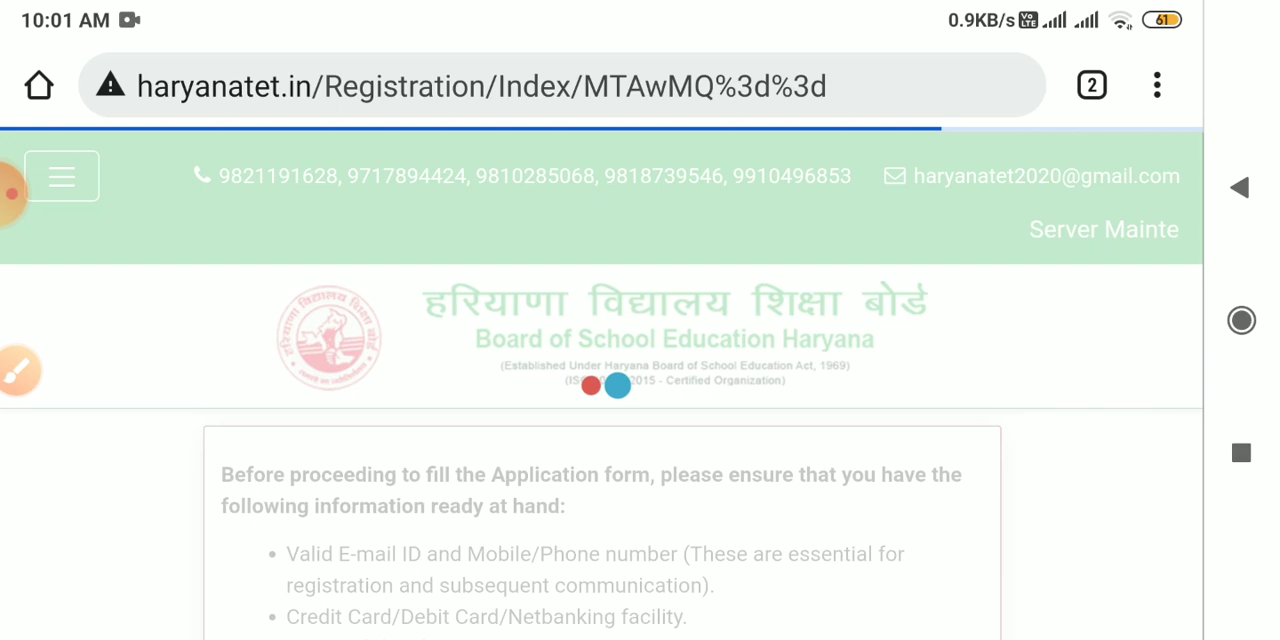 10:01 AM
0.9KB/s Vo LTE 61
haryanatet.in/Registration/Index/MTAwMQ%3d%3d
2
9821191628, 9717894424, 9810285068, 9818739546, 9910496853 haryanatet2020@gmail.com
Server Mainte
हरियाणा विद्यालय शिक्षा बोर्ड
Board of School Education Haryana
(Established Under Haryana Board of School Education Act, 1969)
2015 - Certified Organization)
Before proceeding to fill the Application form, please ensure that you have the
following information ready at hand:
• Valid E-mail ID and Mobile/Phone number (These are essential for
registration and subsequent communication).
• Credit Card/Debit Card/Netbanking facility.